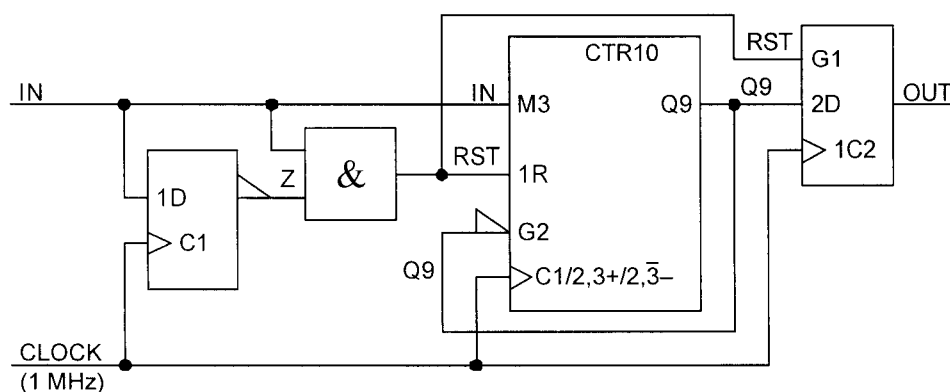 RST
CTR10
G1
IN
IN
M3
Q9
Q9
2D
OUT
Z
&
RST
1R
1C2
1D
C1
G2
Q9
C1/2,3+/2,3̅–
CLOCK
(1 MHz)